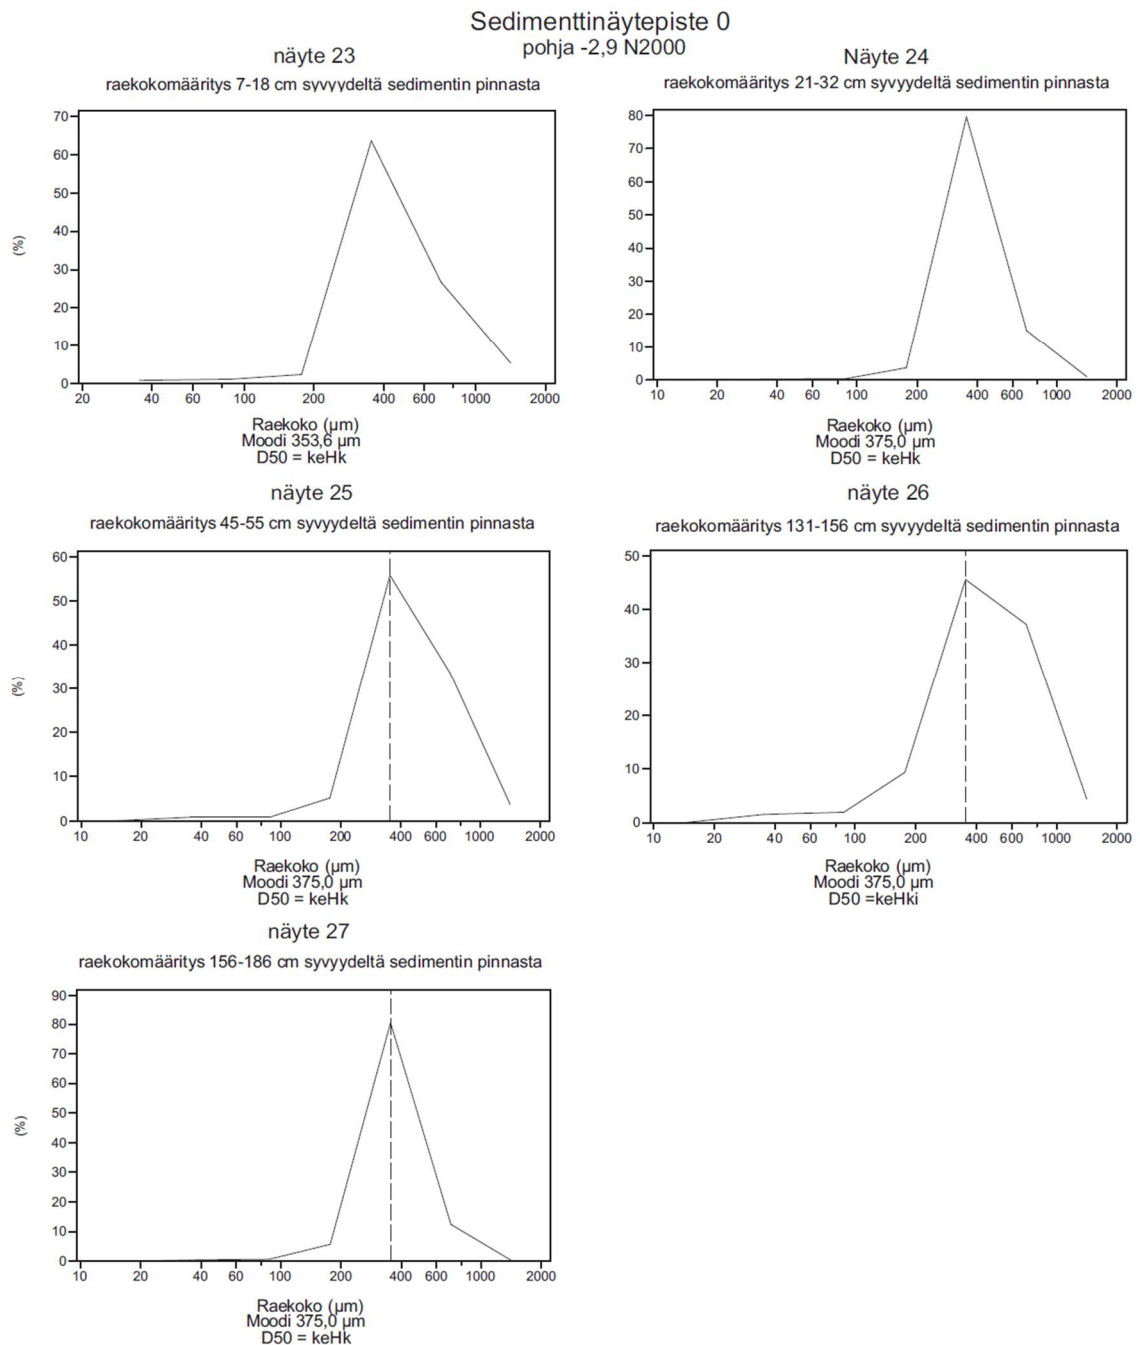 Sedimenttinäytepiste 0
pohja -2,9 N2000
näyte 23
raekokomääritys 7-18 cm syvyydeltä sedimentin pinnasta
70
60
50
40
30
20
10
0
(%)
20 40 60 100 200 400 600 1000 2000
Raekoko (µm)
Moodi 353,6 µm
D50 = keHk
Näyte 24
raekokomääritys 21-32 cm syvyydeltä sedimentin pinnasta
80
70
60
50
40
30
20
10
0
10 20 40 60 100 200 400 600 1000 2000
Raekoko (µm)
Moodi 375,0 µm
D50 = keHk
näyte 25
raekokomääritys 45-55 cm syvyydeltä sedimentin pinnasta
60
50
40
30
20
10
0
(%)
10 20 40 60 100 200 400 600 1000 2000
Raekoko (µm)
Moodi 375,0 µm
D50 = keHk
näyte 26
raekokomääritys 131-156 cm syvyydeltä sedimentin pinnasta
50
40
30
20
10
0
10 20 40 60 100 200 400 600 1000 2000
Raekoko (µm)
Moodi 375,0 µm
D50 =keHki
näyte 27
raekokomääritys 156-186 cm syvyydeltä sedimentin pinnasta
90
80
70
60
50
40
30
20
10
0
(%)
10 20 40 60 100 200 400 600 1000 2000
Raekoko (µm)
Moodi 375,0 µm
D50 = keHk